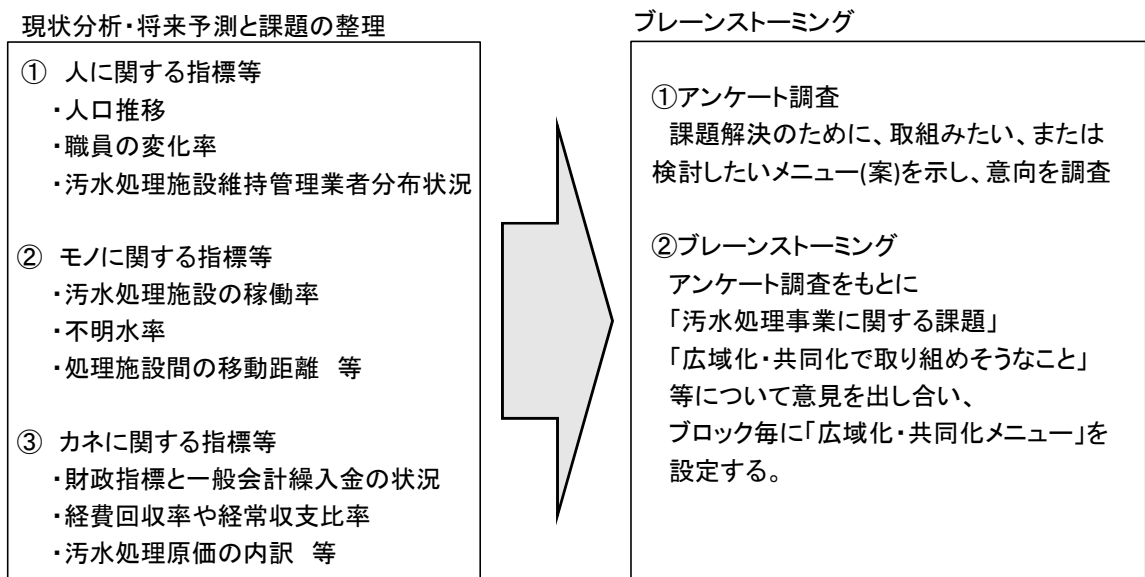 現状分析・将来予測と課題の整理
① 人に関する指標等
・人口推移
・職員の変化率
・汚水処理施設維持管理業者分布状況
② モノに関する指標等
・汚水処理施設の稼働率
・不明水率
・処理施設間の移動距離 等
③ カネに関する指標等
・財政指標と一般会計繰入金の状況
・経費回収率や経常収支比率
・汚水処理原価の内訳 等
ブレーンストーミング
①アンケート調査
課題解決のために、取組みたい、または
検討したいメニュー(案)を示し、意向を調査
②ブレーンストーミング
アンケート調査をもとに
「汚水処理事業に関する課題」
「広域化・共同化で取り組めそうなこと」
等について意見を出し合い、
ブロック毎に「広域化・共同化メニュー」を
設定する。